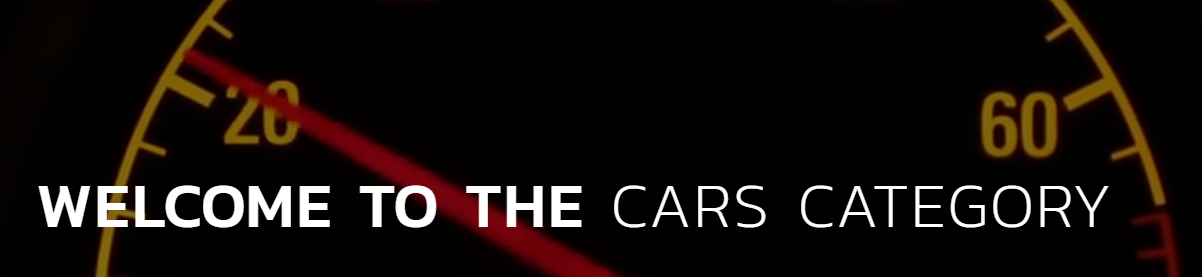 20 60
WELCOME TO THE CARS CATEGORY